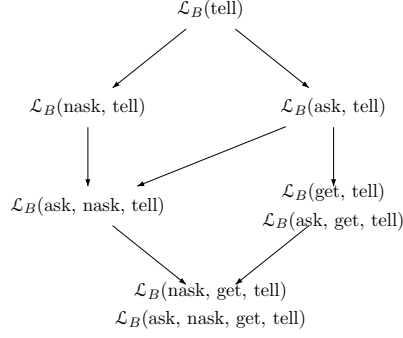 ℒ_B(tell)
ℒ_B(nask, tell)
ℒ_B(ask, tell)
ℒ_B(ask, nask, tell)
ℒ_B(get, tell)
ℒ_B(ask, get, tell)
ℒ_B(nask, get, tell)
ℒ_B(ask, nask, get, tell)